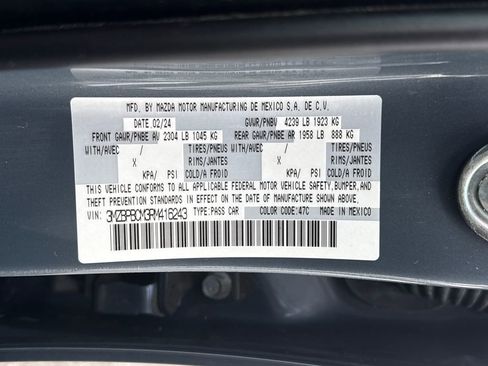 MFD. BY MAZDA MOTOR MANUFACTURING DE MEXICO S.A. DE C.V.
DATE 02/24 GVWR/PNBV 4239 LB 1923 KG
FRONT GAWR/PNBE AV 2304 LB 1045 KG REAR GAWR/PNBE AR 1958 LB 888 KG
WITH/AVEC / TIRES/PNEUS WITH/AVEC / TIRES/PNEUS
X RIMS/JANTES X RIMS/JANTES
KPA/ PSI COLD/A FROID KPA/ PSI COLD/A FROID
THIS VEHICLE CONFORMS TO ALL APPLICABLE FEDERAL MOTOR VEHICLE SAFETY, BUMPER, AND
THEFT PREVENTION STANDARDS IN EFFECT ON THE DATE OF MANUFACTURE SHOWN ABOVE.
VIN: 3MZBPBCM3RM416243 TYPE:PASS CAR COLOR CODE: 47C MADE IN MEXICO